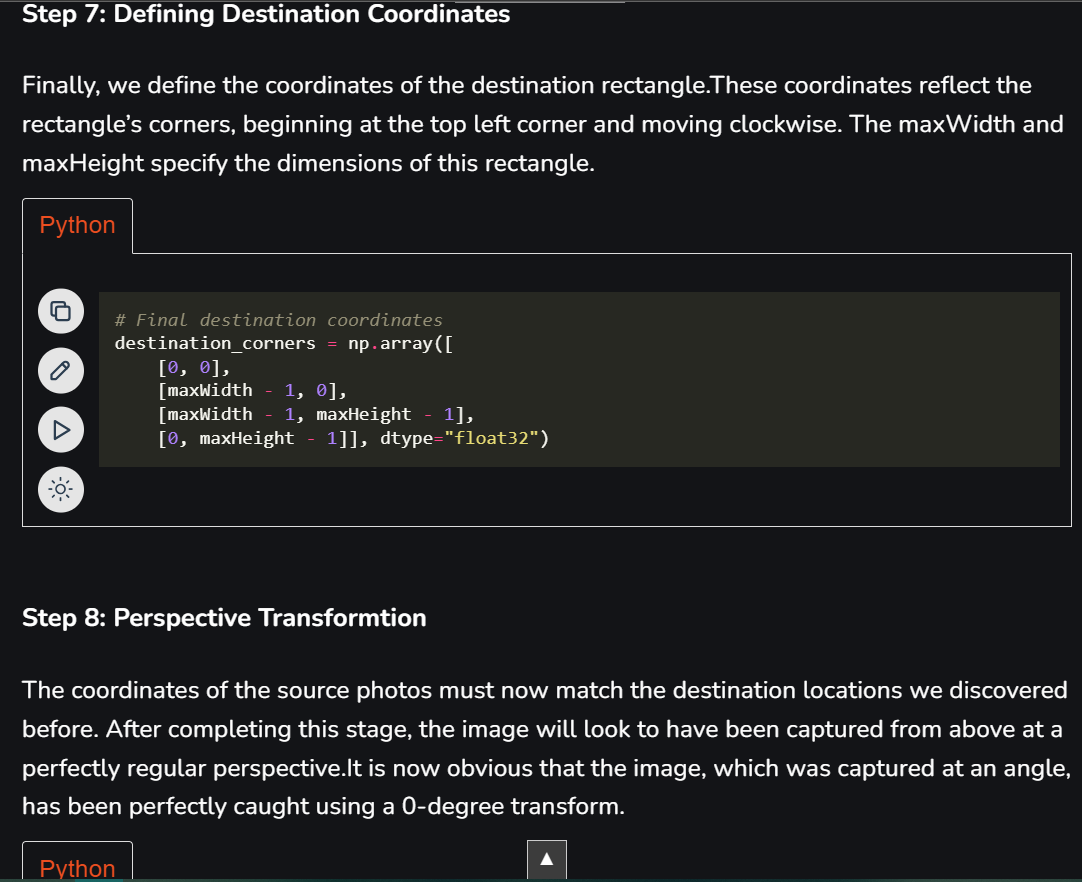 Step 7: Defining Destination Coordinates
Finally, we define the coordinates of the destination rectangle.These coordinates reflect the
rectangle’s corners, beginning at the top left corner and moving clockwise. The maxWidth and
maxHeight specify the dimensions of this rectangle.
Python
# Final destination coordinates
destination_corners = np.array([
    [0, 0],
    [maxWidth - 1, 0],
    [maxWidth - 1, maxHeight - 1],
    [0, maxHeight - 1]], dtype="float32")
Step 8: Perspective Transformtion
The coordinates of the source photos must now match the destination locations we discovered
before. After completing this stage, the image will look to have been captured from above at a
perfectly regular perspective.It is now obvious that the image, which was captured at an angle,
has been perfectly caught using a 0-degree transform.
Python